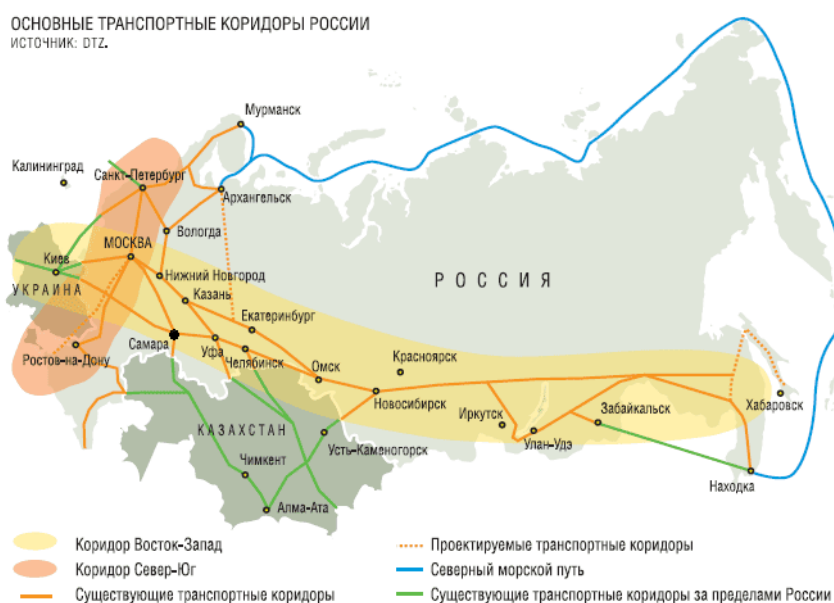 ОСНОВНЫЕ ТРАНСПОРТНЫЕ КОРИДОРЫ РОССИИ
ИСТОЧНИК: DTZ.
Мурманск
Калининград
Санкт-Петербург
Архангельск
Вологда
МОСКВА
Киев
УКРАИНА
Нижний Новгород
РОССИЯ
Казань
Екатеринбург
Самара
Ростов-на-Дону
Уфа
Челябинск
Омск
Красноярск
Новосибирск
Иркутск
Забайкальск
Хабаровск
Улан-Удэ
КАЗАХСТАН
Усть-Каменогорск
Чимкент
Находка
Алма-Ата
Коридор Восток-Запад
Проектируемые транспортные коридоры
Коридор Север-Юг
Северный морской путь
Существующие транспортные коридоры
Существующие транспортные коридоры за пределами России